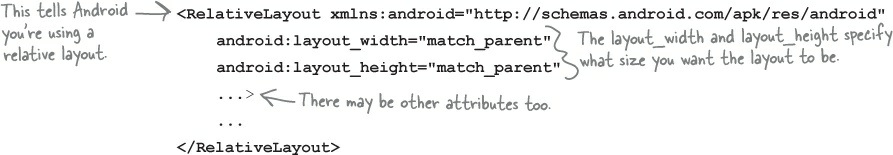 This tells Android
you're using a
relative layout.
<RelativeLayout xmlns:android="http://schemas.android.com/apk/res/android"
android:layout_width="match_parent"
android:layout_height="match_parent"
The layout_width and layout_height specify
what size you want the layout to be.
...>
There may be other attributes too.
...
</RelativeLayout>